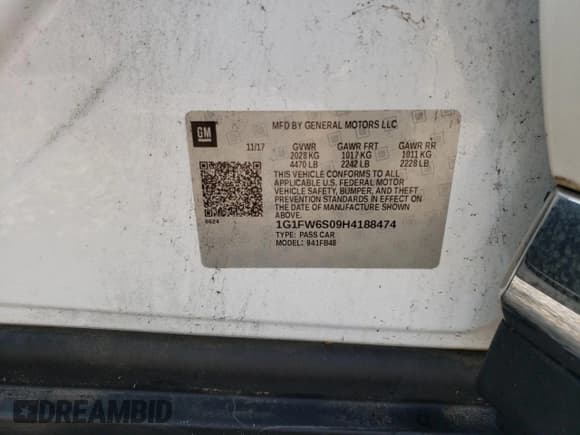 GM
MFD BY GENERAL MOTORS LLC
11/17 GVWR GAWR FRT GAWR RR
2028 KG 1017 KG 1011 KG
4470 LB 2242 LB 2228 LB
THIS VEHICLE CONFORMS TO ALL
APPLICABLE U.S. FEDERAL MOTOR
VEHICLE SAFETY, BUMPER, AND THEFT
PREVENTION STANDARDS IN EFFECT ON
THE DATE OF MANUFACTURE SHOWN
ABOVE.
0624
1G1FW6S09H4188474
TYPE: PASS CAR
MODEL: 941FB48
DREAMBID